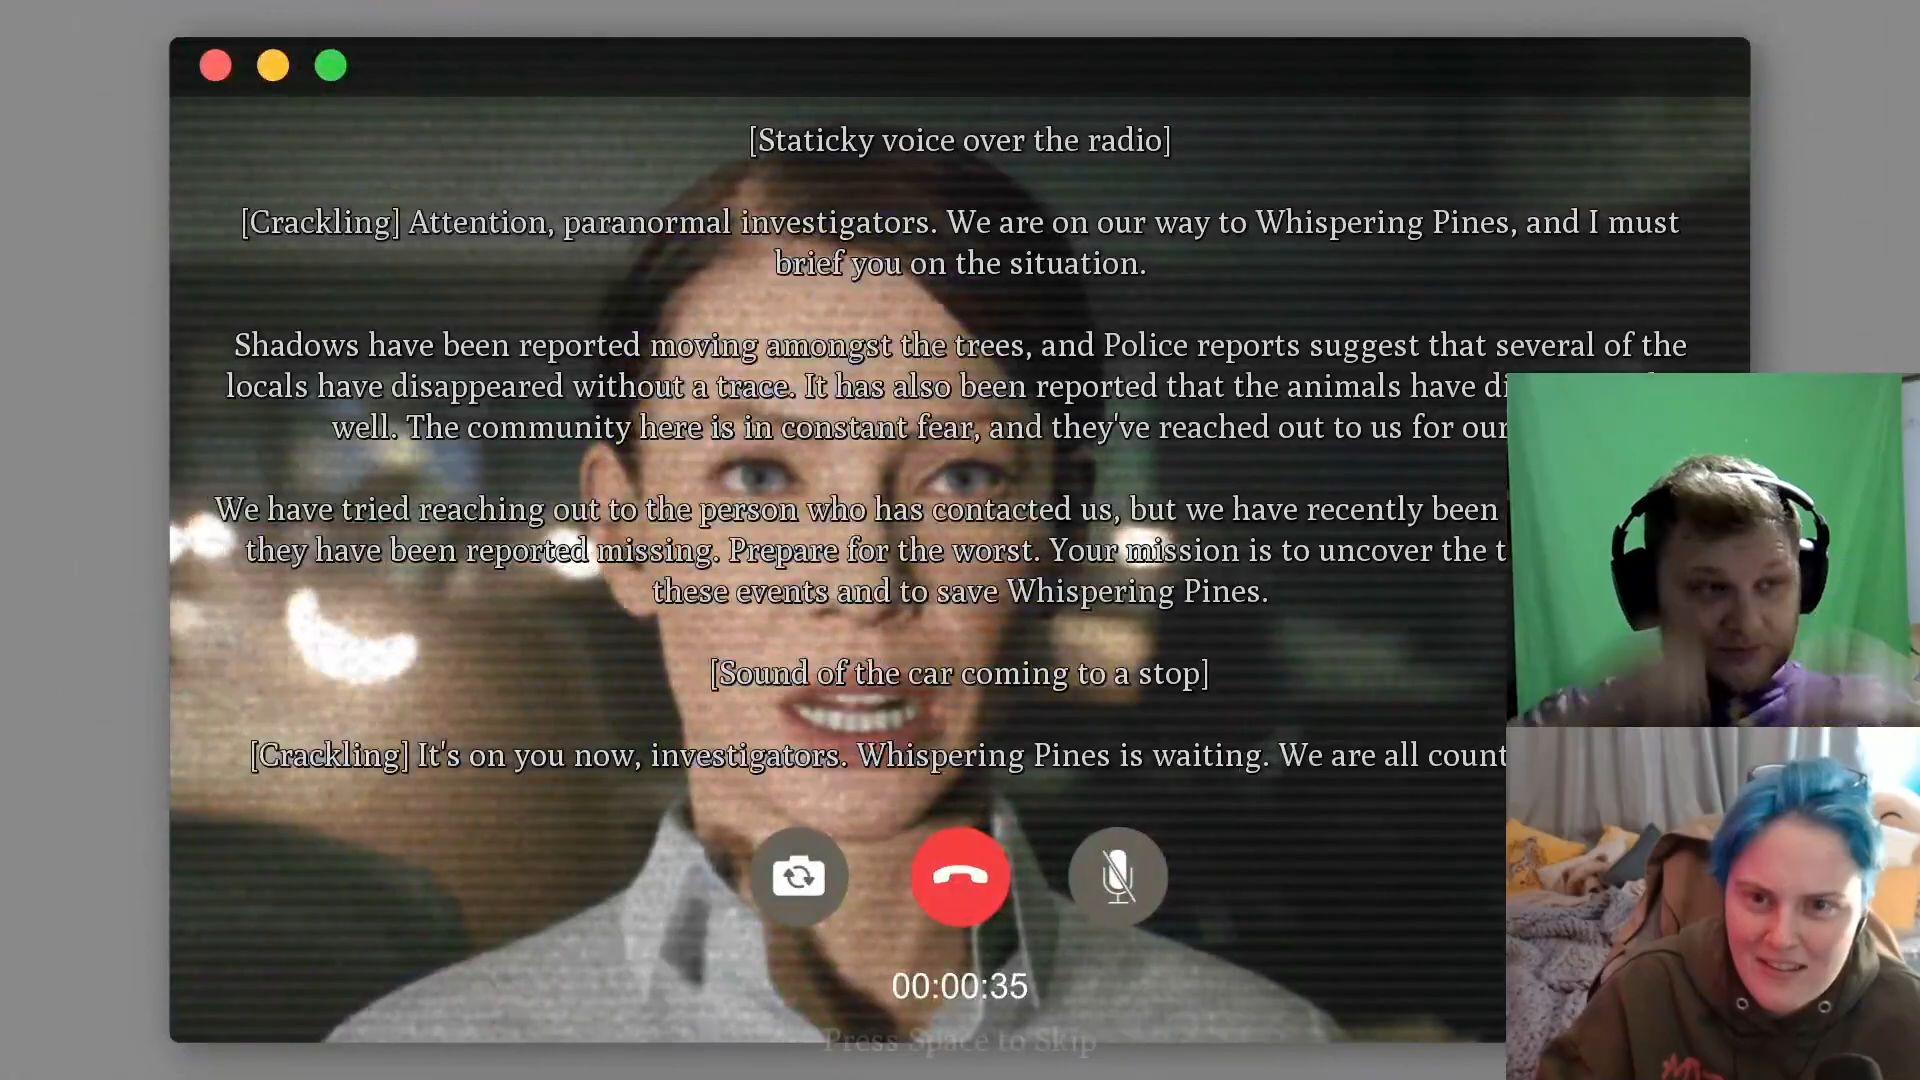 [Staticky voice over the radio]
[Crackling] Attention, paranormal investigators. We are on our way to Whispering Pines, and I must
brief you on the situation.
Shadows have been reported moving amongst the trees, and Police reports suggest that several of the
locals have disappeared without a trace. It has also been reported that the animals have
well. The community here is in constant fear, and they've reached out to us for our
We have tried reaching out to the person who has contacted us, but we have recently been
they have been reported missing. Prepare for the worst. Your mission is to uncover the
these events and to save Whispering Pines.
[Sound of the car coming to a stop]
[Crackling] It's on you now, investigators. Whispering Pines is waiting. We are all
00:00:35
Press Space to Skip